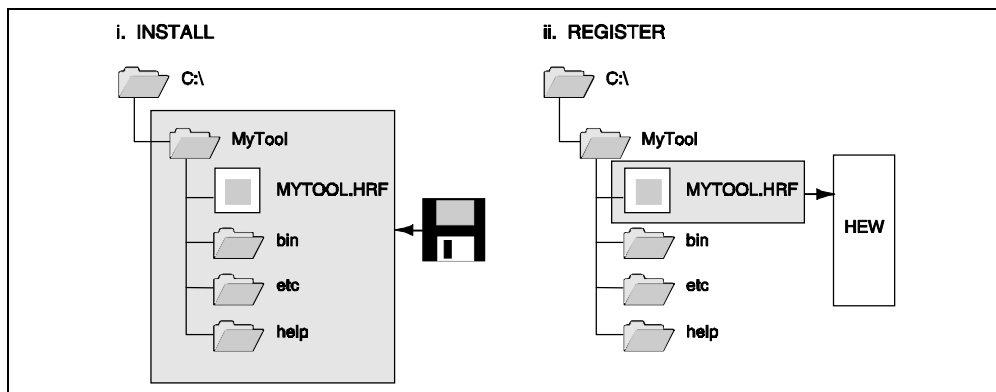 i. INSTALL
C:\
MyTool
MYTOOL.HRF
bin
etc
help
ii. REGISTER
C:\
MyTool
MYTOOL.HRF
bin
etc
help
HEW